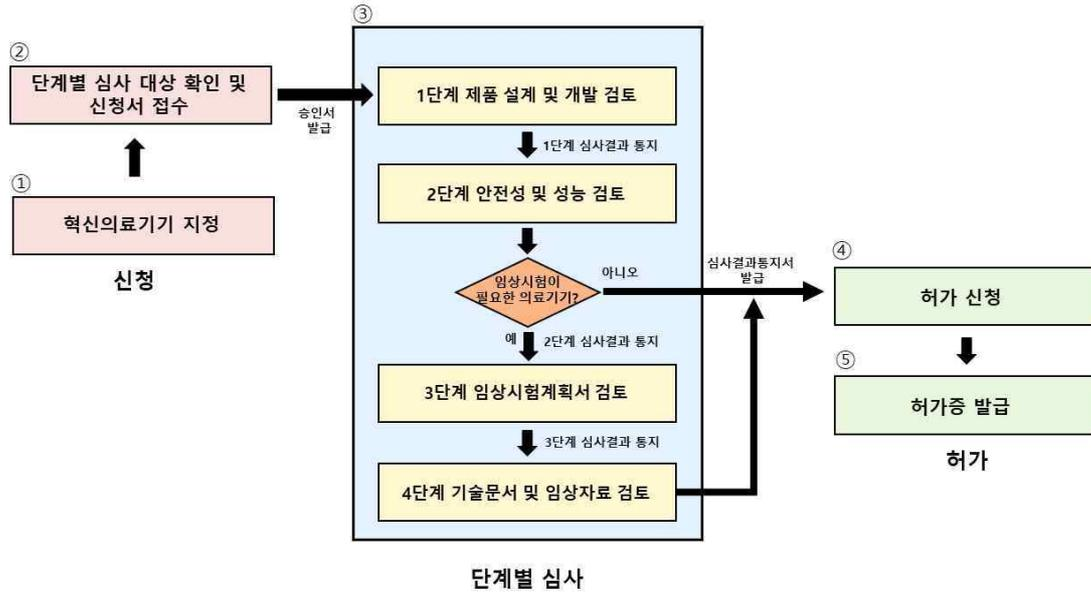 ①
혁신의료기기 지정
②
단계별 심사 대상 확인 및
신청서 접수
신청
승인서
발급
③
1단계 제품 설계 및 개발 검토
1단계 심사결과 통지
2단계 안전성 및 성능 검토
임상시험이
필요한 의료기기?
아니오
예
2단계 심사결과 통지
3단계 임상시험계획서 검토
3단계 심사결과 통지
4단계 기술문서 및 임상자료 검토
단계별 심사
심사결과통지서
발급
④
허가 신청
⑤
허가증 발급
허가